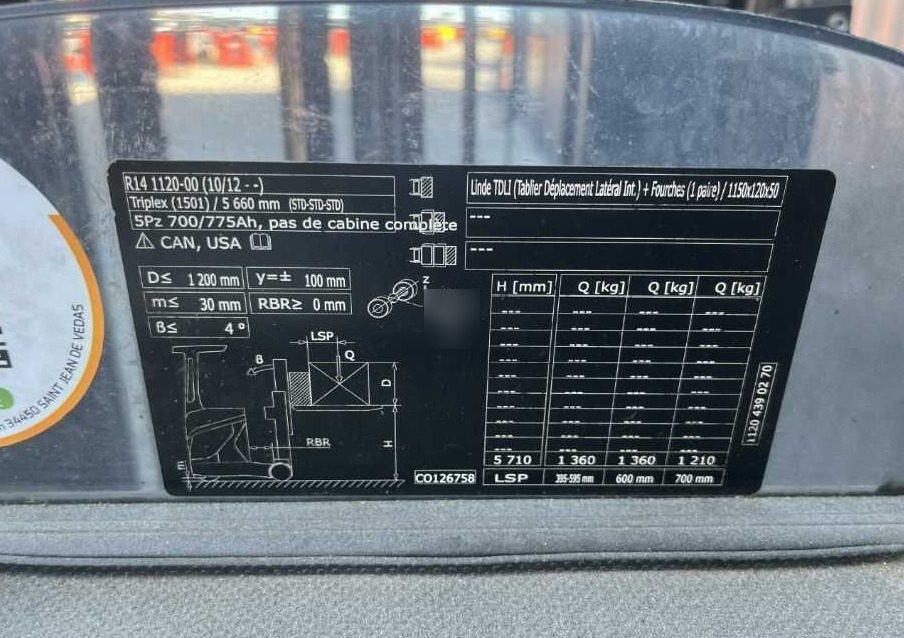 R14 1120-00 (10/12 - -)
Triplex (1501) / 5 660 mm (STD-STD-STD)
5Pz 700/775Ah, pas de cabine complète
CAN, USA
Linde TDLI (Tablier Déplacement Latéral Int.) + Fourches (1 paire) / 1150x120x50
---
---
D≤ 1 200 mm y=± 100 mm
m≤ 30 mm RBR≥ 0 mm
ß≤ 4 °
Z
LSP
Q
B
D
RBR
H
m
CO126758
H [mm] Q [kg] Q [kg] Q [kg]
--- --- --- ---
--- --- --- ---
--- --- --- ---
--- --- --- ---
--- --- --- ---
--- --- --- ---
--- --- --- ---
--- --- --- ---
--- --- --- ---
--- --- --- ---
5 710 1 360 1 360 1 210
LSP 395-595 mm 600 mm 700 mm
1120 439 02 70
34450 SAINT JEAN DE VEDAS